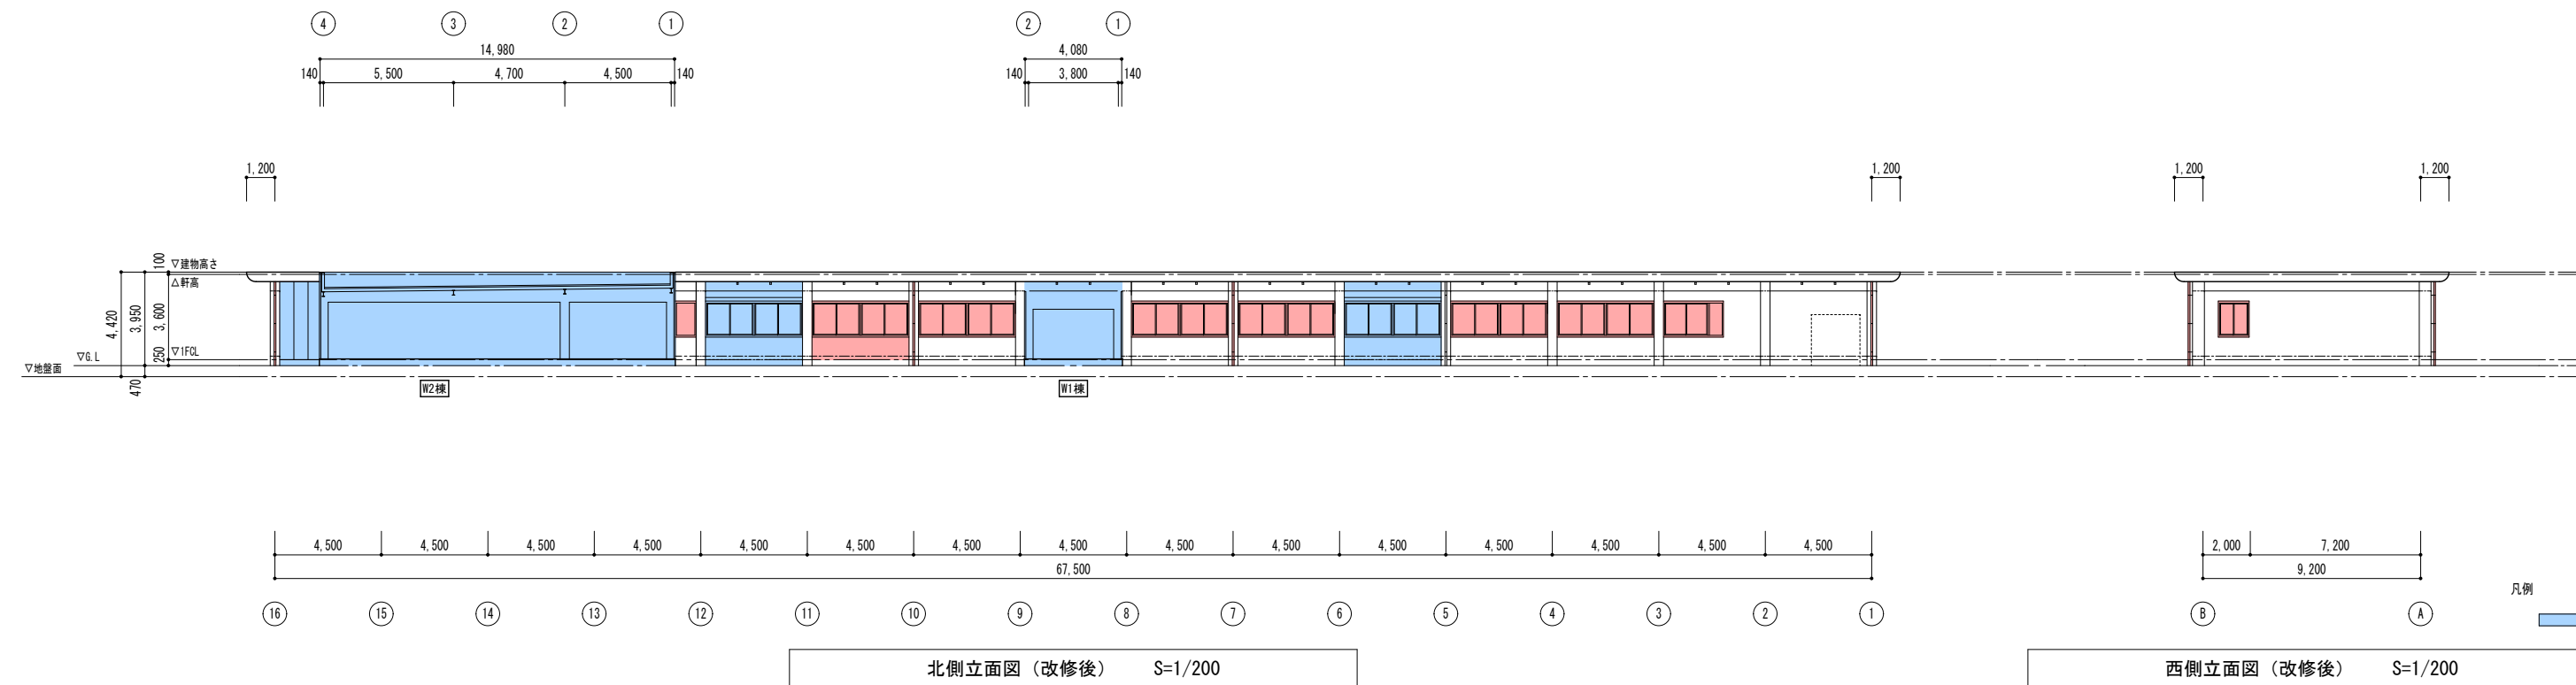 4 3 2 1 2 1
14,980 4,080
140 5,500 4,700 4,500 140 140 3,800 140
1,200 1,200 1,200 1,200
▽建物高さ
△軒高
100
3,600
3,950
4,420
250
▽1FCL
▽G.L
▽地盤面
470
W2棟 W1棟
4,500 4,500 4,500 4,500 4,500 4,500 4,500 4,500 4,500 4,500 4,500 4,500 4,500 4,500 4,500 2,000 7,200
67,500 9,200
凡例
16 15 14 13 12 11 10 9 8 7 6 5 4 3 2 1 B A
北側立面図（改修後） S=1/200
西側立面図（改修後） S=1/200